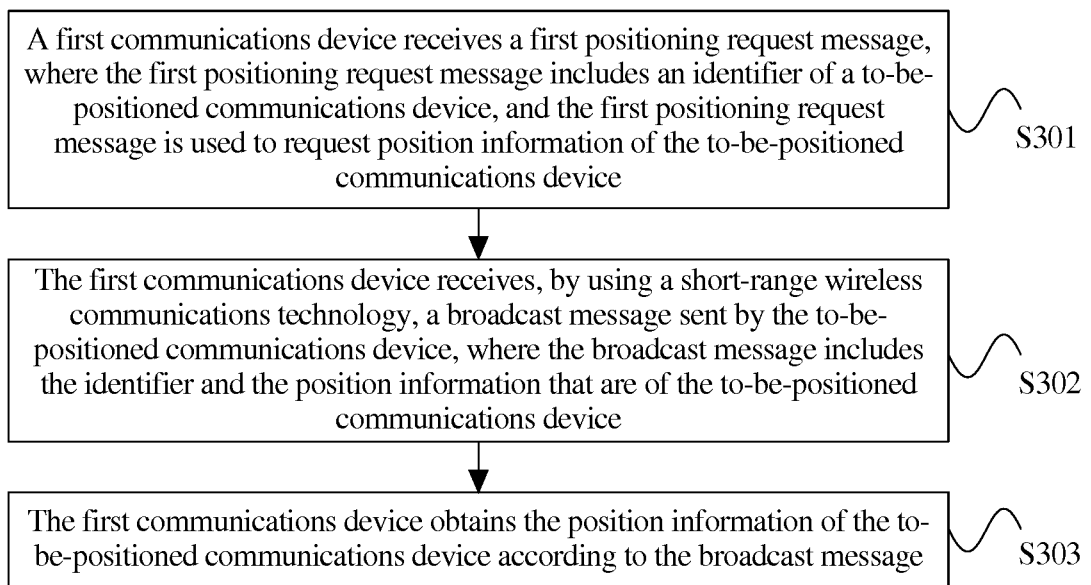 A first communications device receives a first positioning request message,
where the first positioning request message includes an identifier of a to-be-
positioned communications device, and the first positioning request
message is used to request position information of the to-be-positioned
communications device
S301
The first communications device receives, by using a short-range wireless
communications technology, a broadcast message sent by the to-be-
positioned communications device, where the broadcast message includes
the identifier and the position information that are of the to-be-positioned
communications device
S302
The first communications device obtains the position information of the to-
be-positioned communications device according to the broadcast message
S303